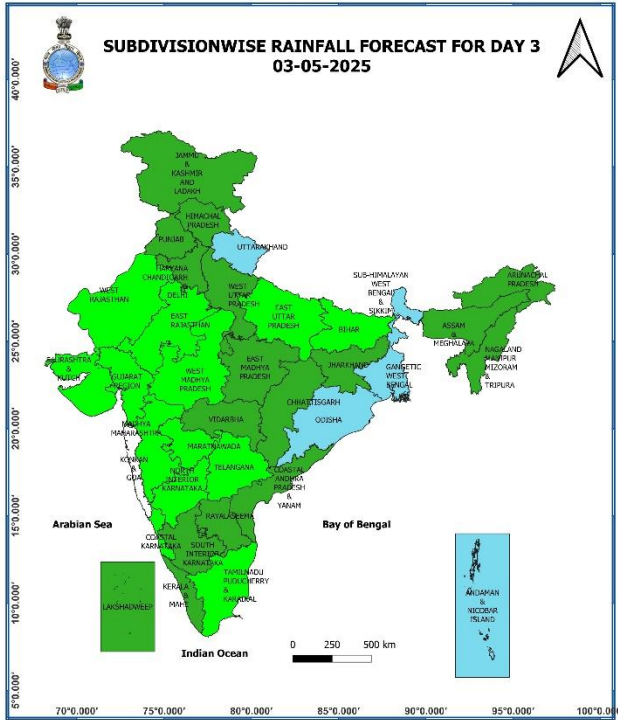 SUBDIVISIONWISE RAINFALL FORECAST FOR DAY 3
03-05-2025
40°0.000'
35°0.000'
30°0.000'
25°0.000'
20°0.000'
15°0.000'
10°0.000'
5°0.000'
JAMMU
&
KASHMIR
AND
LADAKH
HIMACHAL
PRADESH
PUNJAB
UTTARAKHAND
HARYANA
CHANDIGARH
&
DELHI
WEST
RAJASTHAN
WEST
UTTAR
PRADESH
SUB-HIMALAYAN
WEST
BENGAL
&
SIKKIM
ARUNACHAL
PRADESH
EAST
RAJASTHAN
EAST
UTTAR
PRADESH
BIHAR
ASSAM
&
MEGHALAYA
NAGALAND
MANIPUR
MIZORAM
&
TRIPURA
SAURASHTRA
&
KUTCH
GUJARAT
REGION
WEST
MADHYA
PRADESH
EAST
MADHYA
PRADESH
JHARKHAND
GANGETIC
WEST
BENGAL
CHHATTISGARH
ODISHA
VIDARBHA
MADHYA
MAHARASHTRA
MARATHWADA
KONKAN
&
GOA
NORTH
INTERIOR
KARNATAKA
TELANGANA
COASTAL
ANDHRA
PRADESH
&
YANAM
RAYALASEEMA
Arabian Sea
Bay of Bengal
COASTAL
KARNATAKA
SOUTH
INTERIOR
KARNATAKA
TAMILNADU
PUDUCHERRY
&
KARAIKAL
KERALA
&
MAHE
LAKSHADWEEP
ANDAMAN
&
NICOBAR
ISLAND
0 250 500 km
Indian Ocean
70°0.000' 75°0.000' 80°0.000' 85°0.000' 90°0.000' 95°0.000' 100°0.00